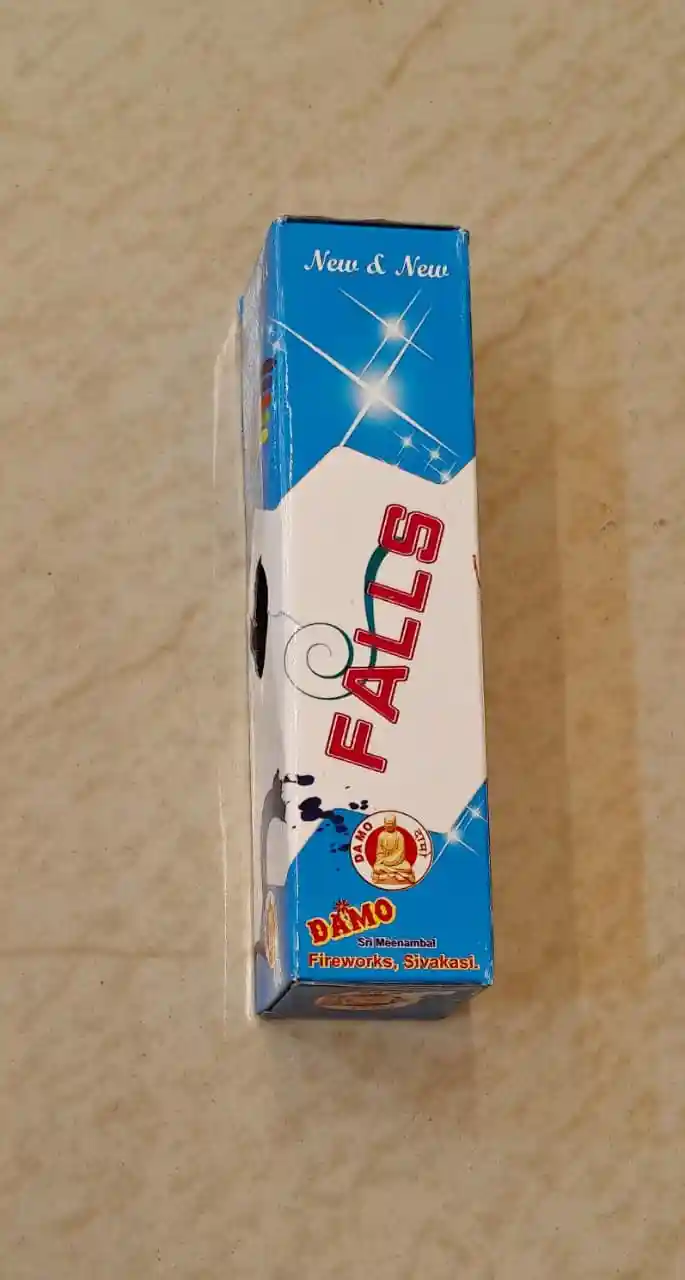 New & New
FALLS
DAMO दामो
DAMO
Sri Meenambal
Fireworks, Sivakasi.